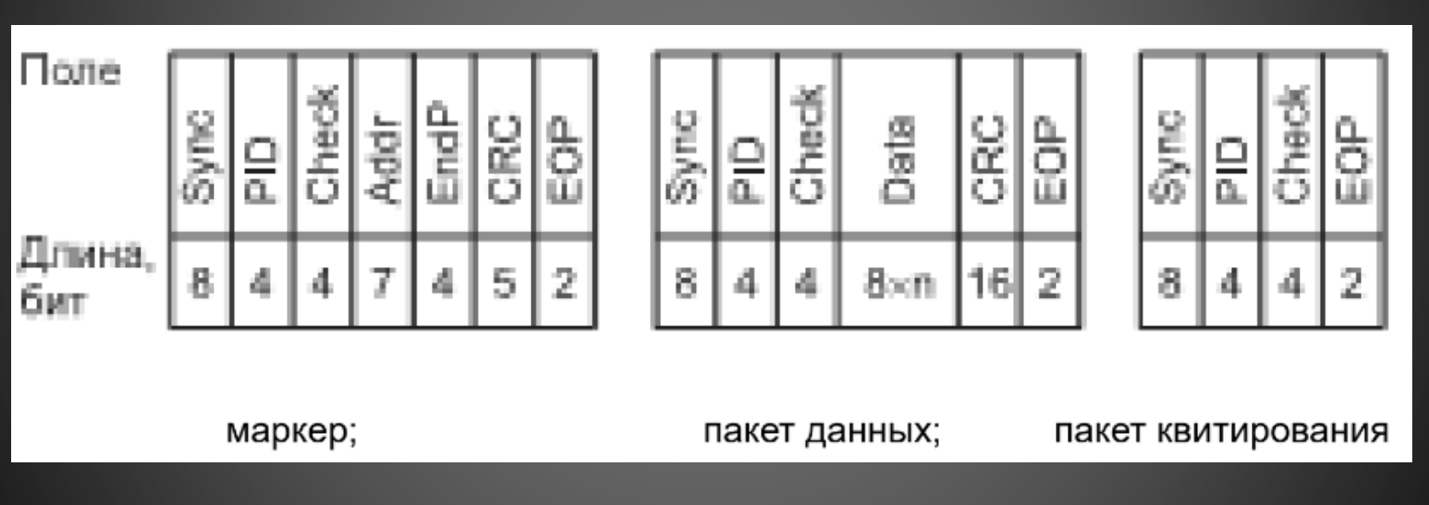 Поле Sync PID Check Addr EndP CRC EOP Sync PID Check Data CRC EOP Sync PID Check EOP
Длина, бит 8 4 4 7 4 5 2 8 4 4 8×n 16 2 8 4 4 2
маркер; пакет данных; пакет квитирования